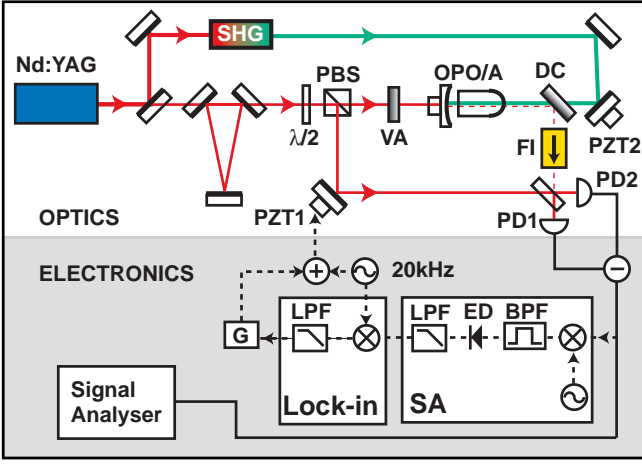 SHG
Nd:YAG
PBS
OPO/A
DC
λ/2
VA
FI
PZT2
PD2
PZT1
PD1
OPTICS
ELECTRONICS
20kHz
LPF
LPF
ED
BPF
G
Signal
Analyser
Lock-in
SA